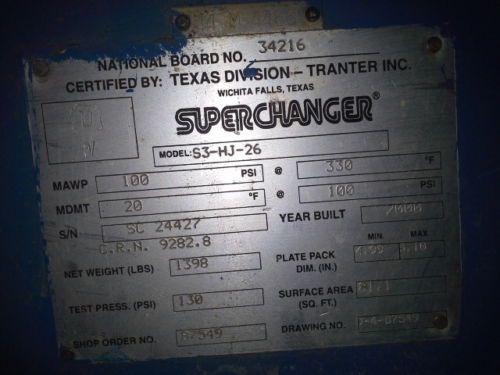 NATIONAL BOARD NO. 34216
CERTIFIED BY: TEXAS DIVISION - TRANTER INC.
WICHITA FALLS, TEXAS
SUPERCHANGER®
MODEL: S3-HJ-26
MAWP 100 PSI @ 330 °F
MDMT 20 °F @ 100 PSI
S/N SC 24427 YEAR BUILT 2000
C.R.N. 9282.8
MIN. MAX
NET WEIGHT (LBS) 1398 PLATE PACK DIM. (IN.)
TEST PRESS. (PSI) 130 SURFACE AREA (SQ. FT.)
SHOP ORDER NO. 87549 DRAWING NO.